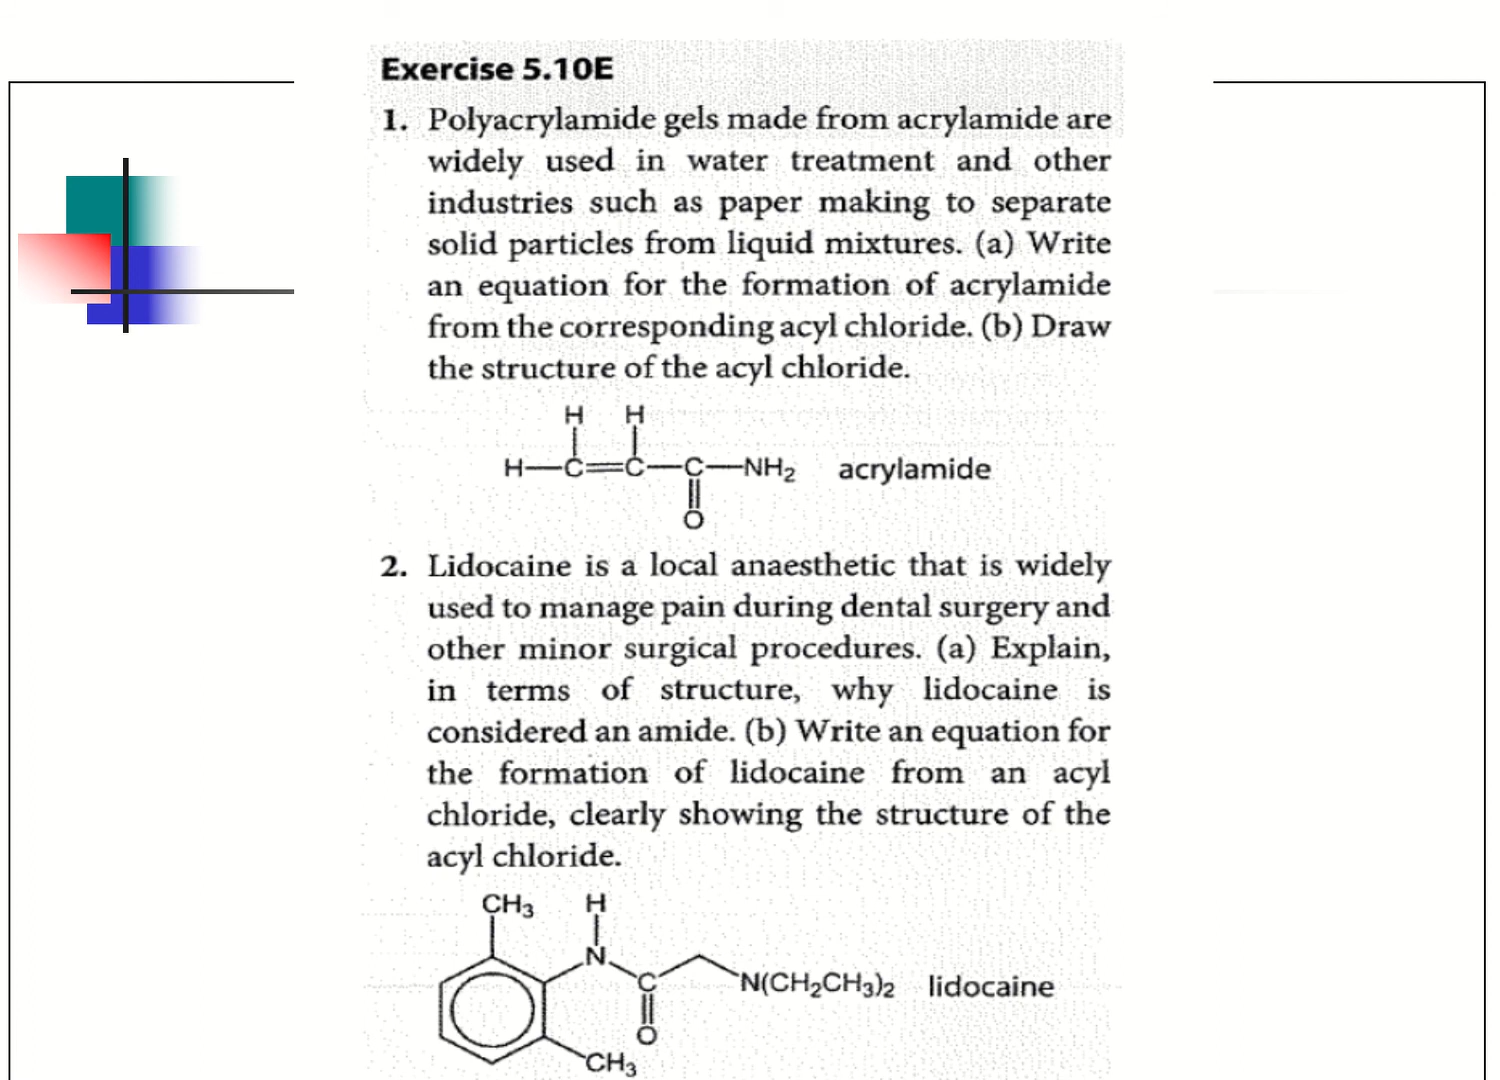 Exercise 5.10E
1. Polyacrylamide gels made from acrylamide are
widely used in water treatment and other
industries such as paper making to separate
solid particles from liquid mixtures. (a) Write
an equation for the formation of acrylamide
from the corresponding acyl chloride. (b) Draw
the structure of the acyl chloride.
H H
H—C=C—C—NH₂ acrylamide
O
2. Lidocaine is a local anaesthetic that is widely
used to manage pain during dental surgery and
other minor surgical procedures. (a) Explain,
in terms of structure, why lidocaine is
considered an amide. (b) Write an equation for
the formation of lidocaine from an acyl
chloride, clearly showing the structure of the
acyl chloride.
CH₃ H
N
C N(CH₂CH₃)₂ lidocaine
O
CH₃